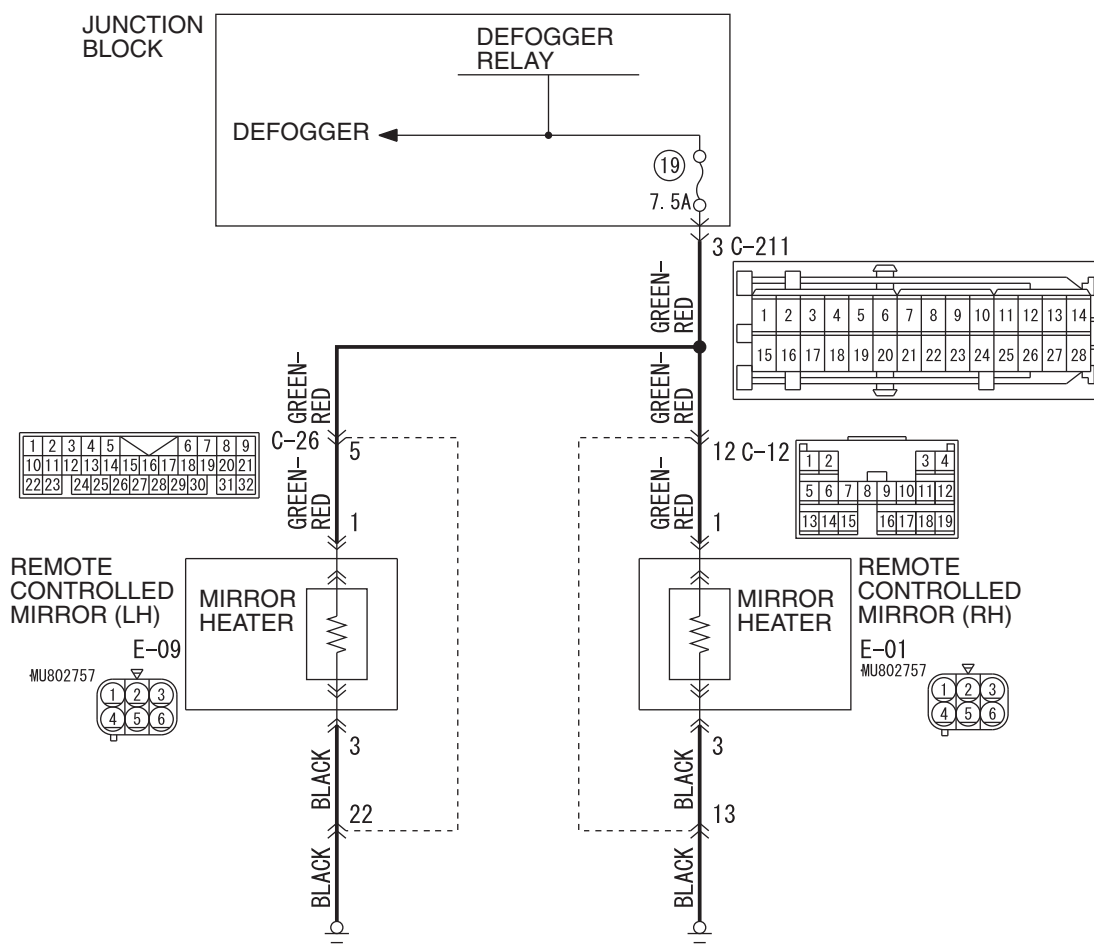 JUNCTION
BLOCK
DEFOGGER
RELAY
DEFOGGER
19
7.5A
3 C-211
GREEN-
RED
1 2 3 4 5 6 7 8 9 10 11 12 13 14
15 16 17 18 19 20 21 22 23 24 25 26 27 28
GREEN-
RED
GREEN-
RED
1 2 3 4 5 6 7 8 9
10 11 12 13 14 15 16 17 18 19 20 21
22 23 24 25 26 27 28 29 30 31 32
C-26
5
12 C-12
1 2 3 4
5 6 7 8 9 10 11 12
13 14 15 16 17 18 19
GREEN-
RED
1
GREEN-
RED
1
REMOTE
CONTROLLED
MIRROR (LH)
E-09
MU802757
1 2 3
4 5 6
MIRROR
HEATER
MIRROR
HEATER
REMOTE
CONTROLLED
MIRROR (RH)
E-01
MU802757
1 2 3
4 5 6
3
BLACK
22
BLACK
3
BLACK
13
BLACK